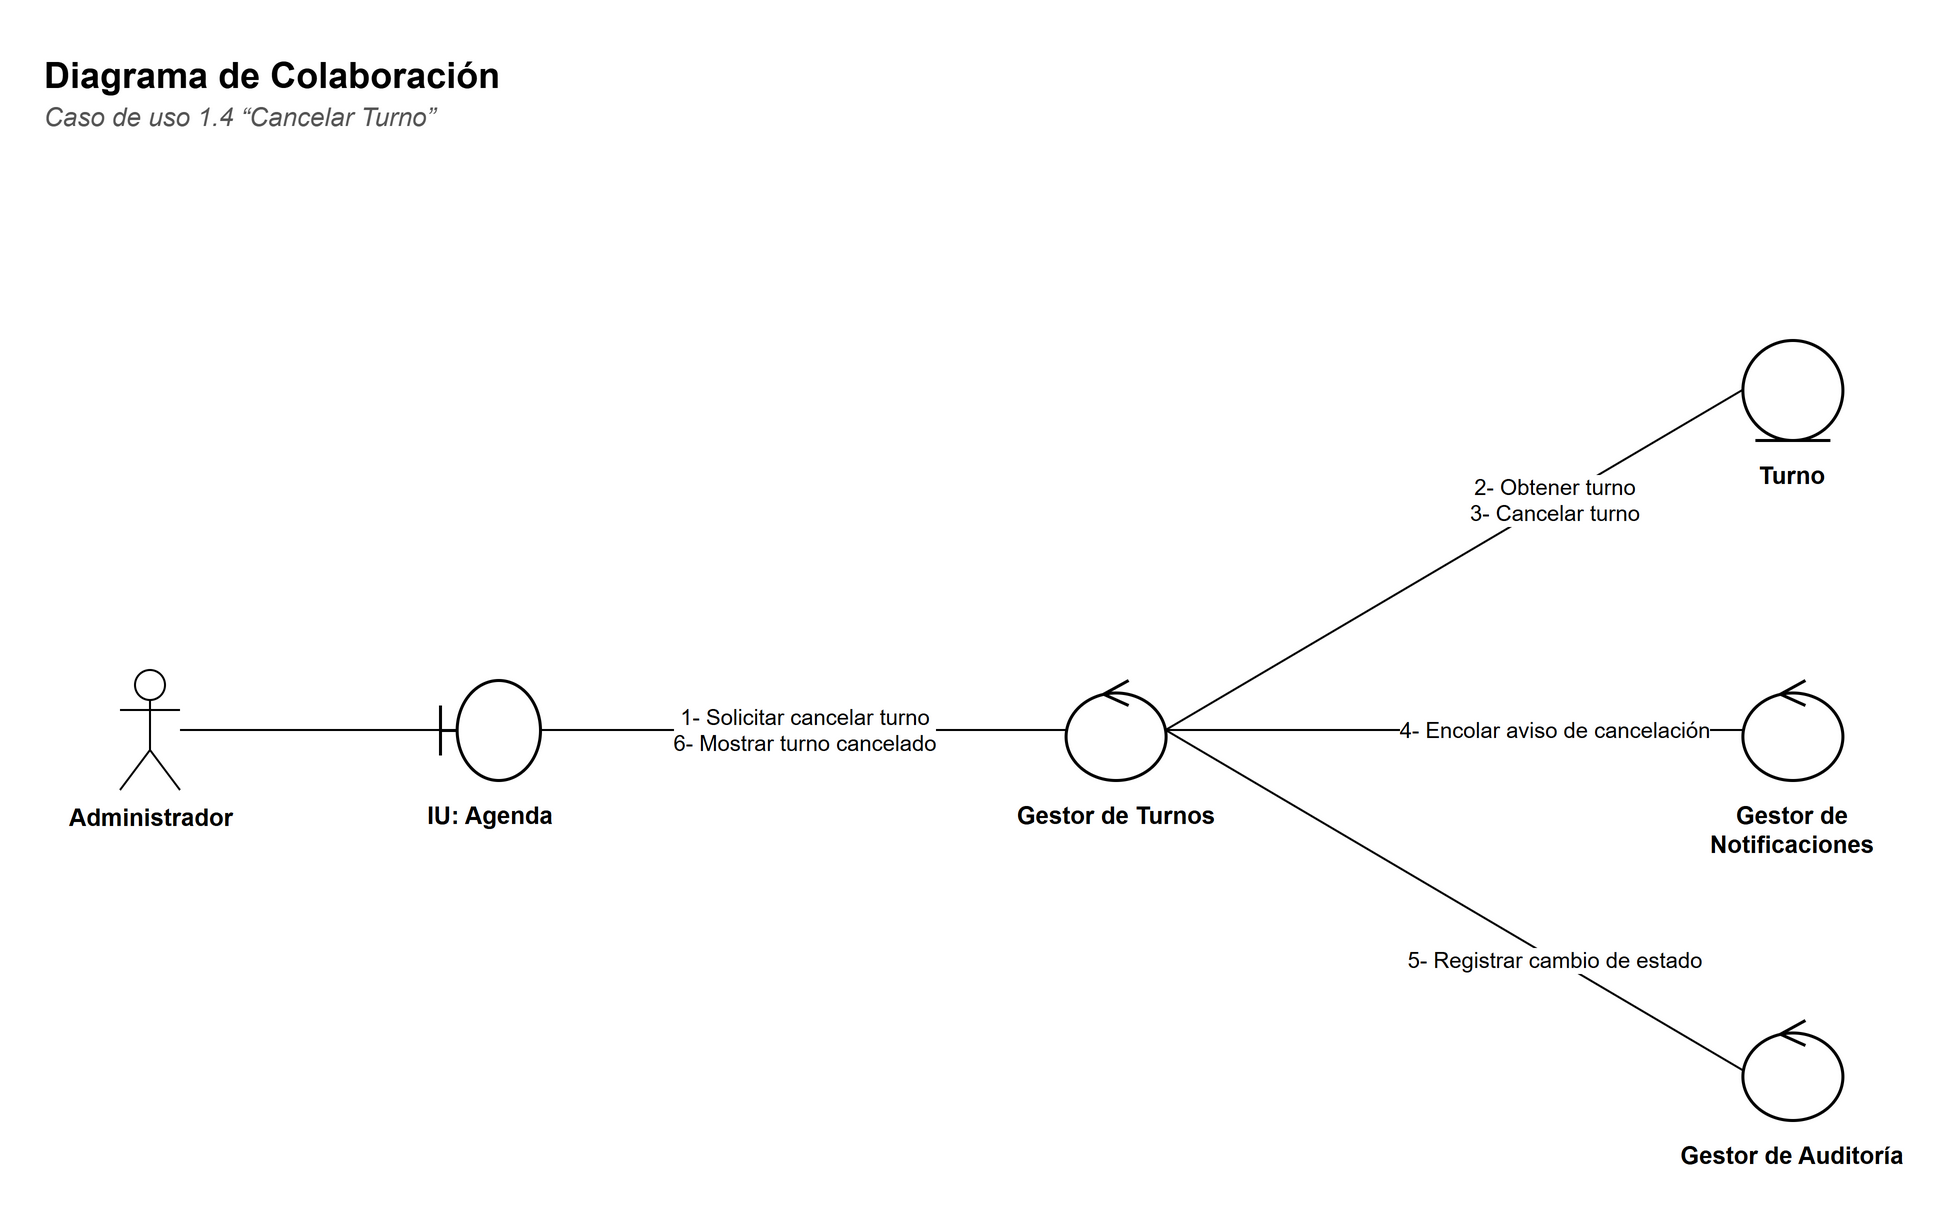 Diagrama de Colaboración
Caso de uso 1.4 “Cancelar Turno”
Turno
2- Obtener turno
3- Cancelar turno
1- Solicitar cancelar turno
6- Mostrar turno cancelado
4- Encolar aviso de cancelación
Administrador
IU: Agenda
Gestor de Turnos
Gestor de
Notificaciones
5- Registrar cambio de estado
Gestor de Auditoría